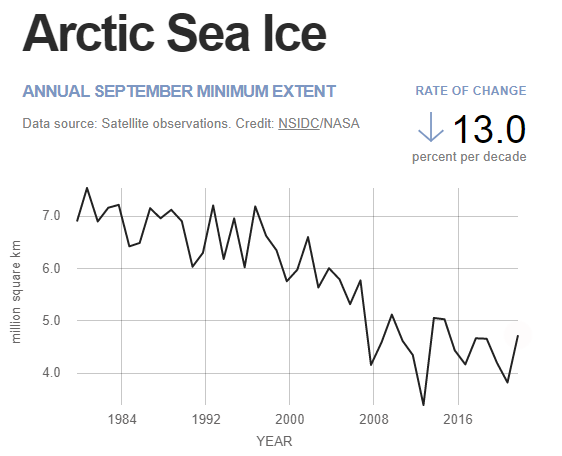 Arctic Sea Ice
ANNUAL SEPTEMBER MINIMUM EXTENT
Data source: Satellite observations. Credit: NSIDC/NASA
RATE OF CHANGE
↓ 13.0
percent per decade
million square km
7.0
6.0
5.0
4.0
1984 1992 2000 2008 2016
YEAR